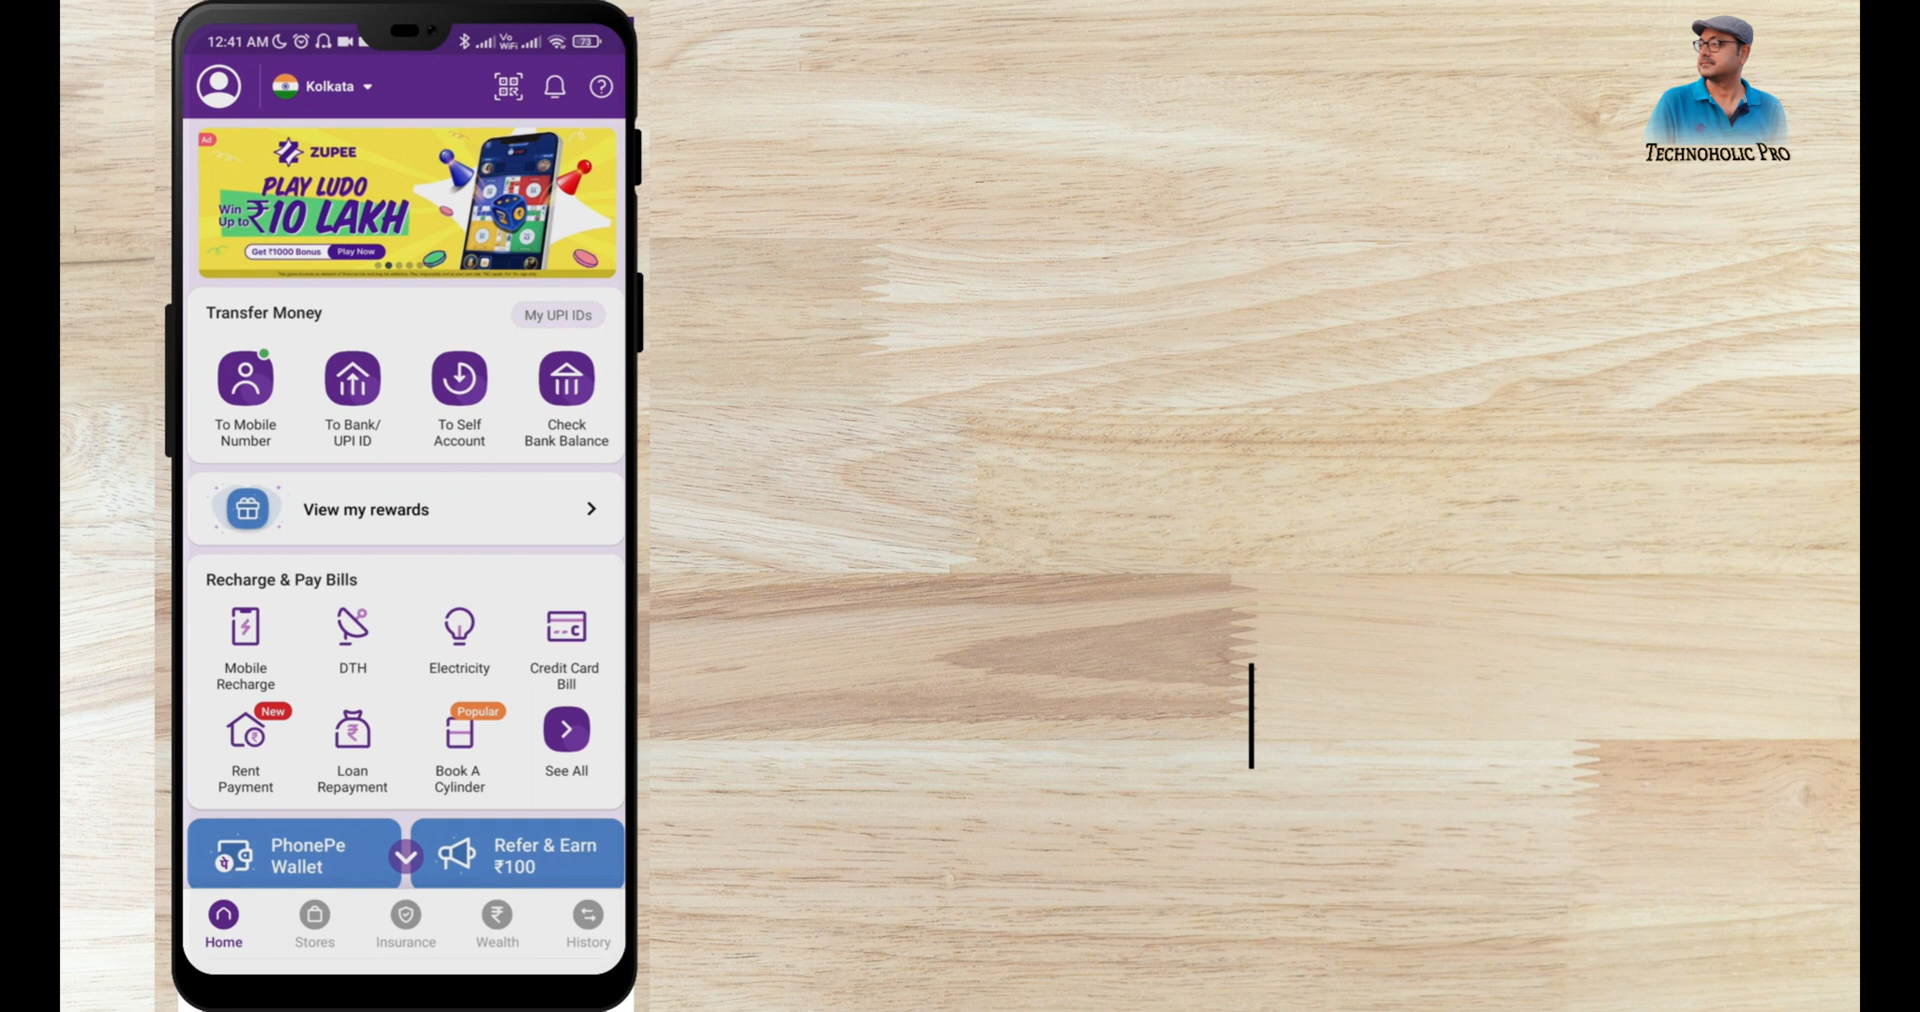 12:41 AM
Vo
WiFi
73
Kolkata
Ad
ZUPEE
PLAY LUDO
Win
Up to ₹10 LAKH
Get ₹1000 Bonus Play Now
Transfer Money
My UPI IDs
To Mobile
Number
To Bank/
UPI ID
To Self
Account
Check
Bank Balance
View my rewards
Recharge & Pay Bills
Mobile
Recharge
DTH
Electricity
Credit Card
Bill
New
Rent
Payment
Loan
Repayment
Popular
Book A
Cylinder
See All
PhonePe
Wallet
पे
Refer & Earn
₹100
Home
Stores
Insurance
Wealth
History
TECHNOHOLIC PRO